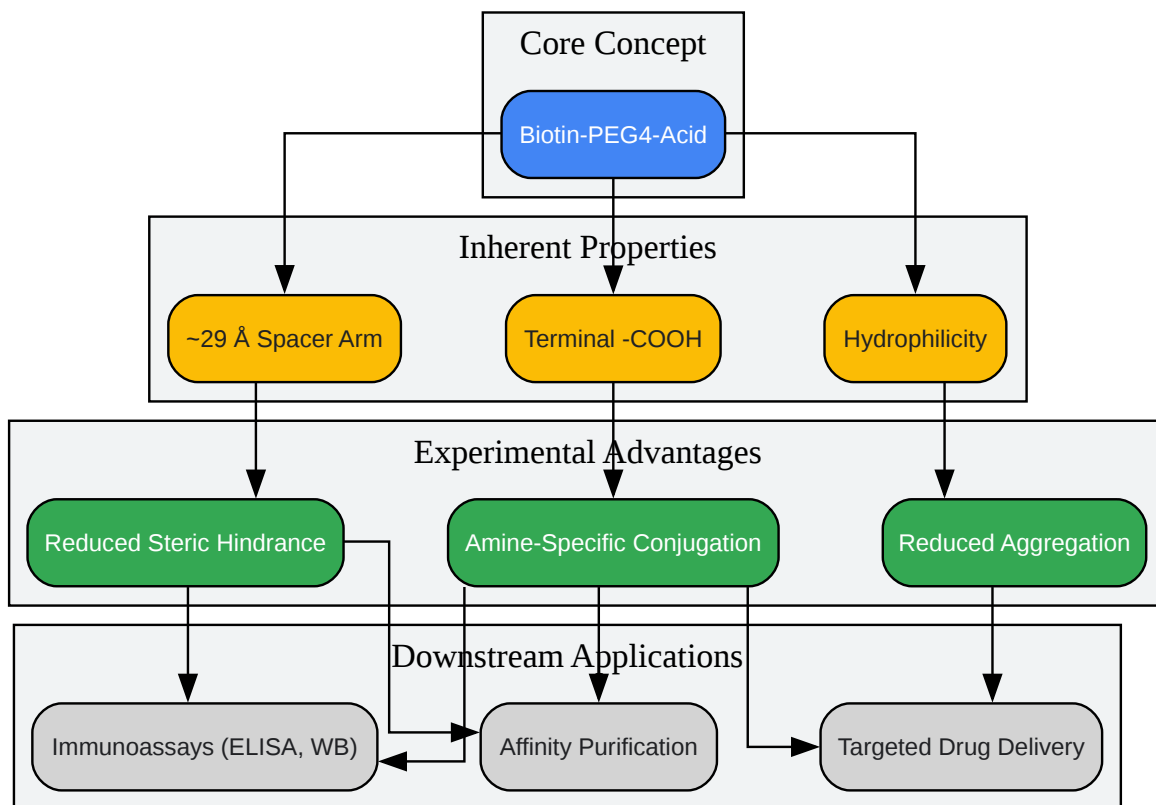 Core Concept
Biotin-PEG4-Acid
Inherent Properties
~29 Å Spacer Arm
Terminal -COOH
Hydrophilicity
Experimental Advantages
Reduced Steric Hindrance
Amine-Specific Conjugation
Reduced Aggregation
Downstream Applications
Immunoassays (ELISA, WB)
Affinity Purification
Targeted Drug Delivery